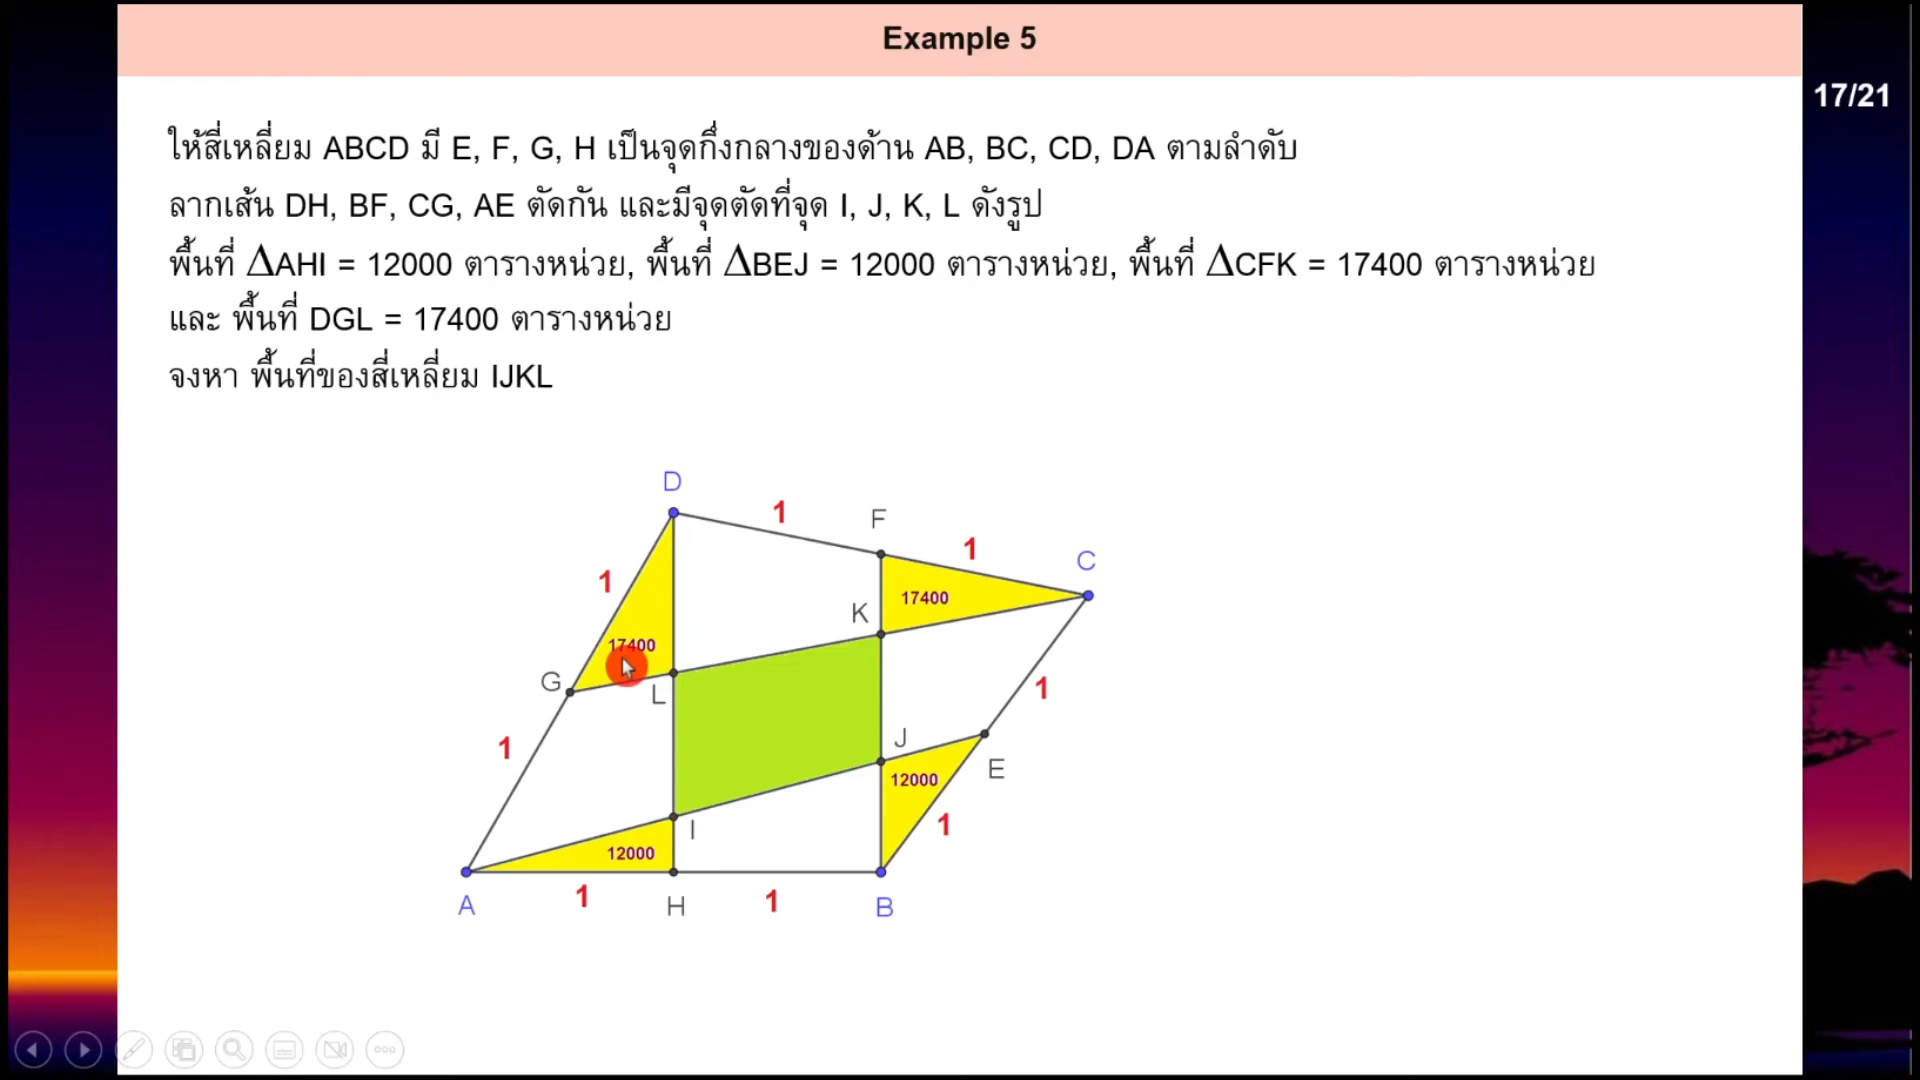 Example 5
17/21
ให้สี่เหลี่ยม ABCD มี E, F, G, H เป็นจุดกึ่งกลางของด้าน AB, BC, CD, DA ตามลำดับ
ลากเส้น DH, BF, CG, AE ตัดกัน และมีจุดตัดที่จุด I, J, K, L ดังรูป
พื้นที่ ΔAHI = 12000 ตารางหน่วย, พื้นที่ ΔBEJ = 12000 ตารางหน่วย, พื้นที่ ΔCFK = 17400 ตารางหน่วย
และ พื้นที่ DGL = 17400 ตารางหน่วย
จงหา พื้นที่ของสี่เหลี่ยม IJKL
D
1
F
1
C
1
17400
K
17400
G
L
1
1
J
E
12000
1
I
12000
A
1
H
1
B